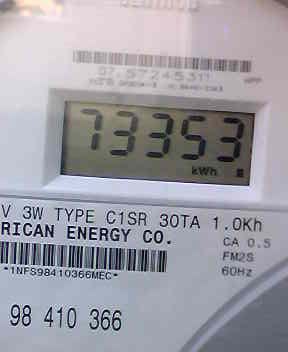 73353
kWh
V 3W TYPE C1SR 30TA 1.0Kh
RICAN ENERGY CO.
CA 0.5
FM2S
60Hz
*1NFS98410366MEC*
98 410 366